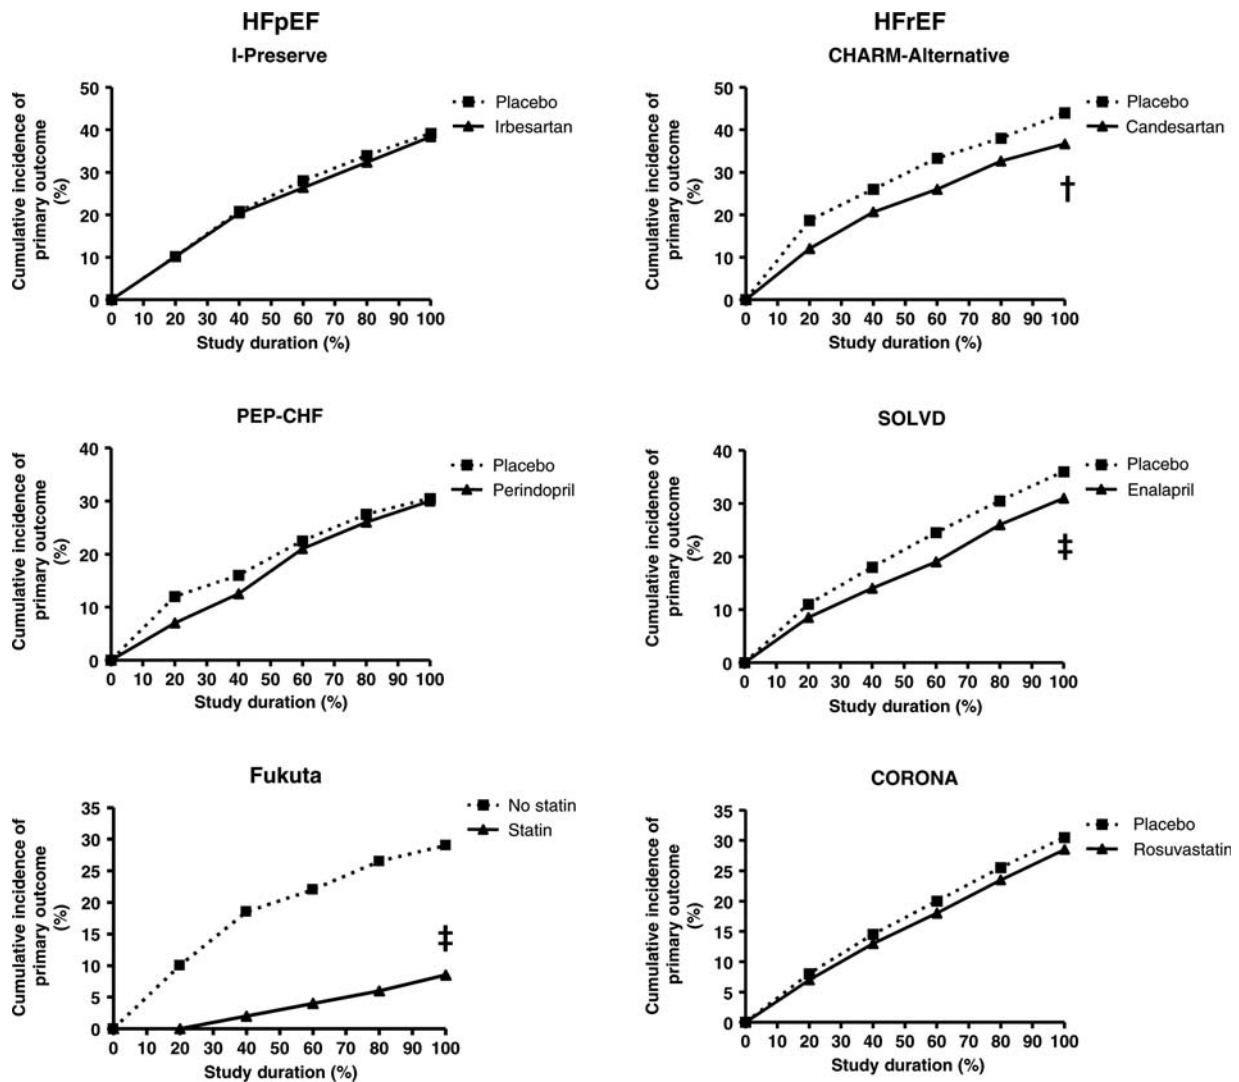 HFpEF
I-Preserve
Cumulative incidence of
primary outcome
(%)
50
40
30
20
10
0
0 10 20 30 40 50 60 70 80 90 100
Study duration (%)
Placebo
Irbesartan
HFrEF
CHARM-Alternative
Cumulative incidence of
primary outcome
(%)
50
40
30
20
10
0
0 10 20 30 40 50 60 70 80 90 100
Study duration (%)
Placebo
Candesartan
†
PEP-CHF
Cumulative incidence of
primary outcome
(%)
40
30
20
10
0
0 10 20 30 40 50 60 70 80 90 100
Study duration (%)
Placebo
Perindopril
SOLVD
Cumulative incidence of
primary outcome
(%)
40
30
20
10
0
0 10 20 30 40 50 60 70 80 90 100
Study duration (%)
Placebo
Enalapril
‡
Fukuta
Cumulative incidence of
primary outcome
(%)
35
30
25
20
15
10
5
0
0 10 20 30 40 50 60 70 80 90 100
Study duration (%)
No statin
Statin
‡
CORONA
Cumulative incidence of
primary outcome
(%)
35
30
25
20
15
10
5
0
0 10 20 30 40 50 60 70 80 90 100
Study duration (%)
Placebo
Rosuvastatin